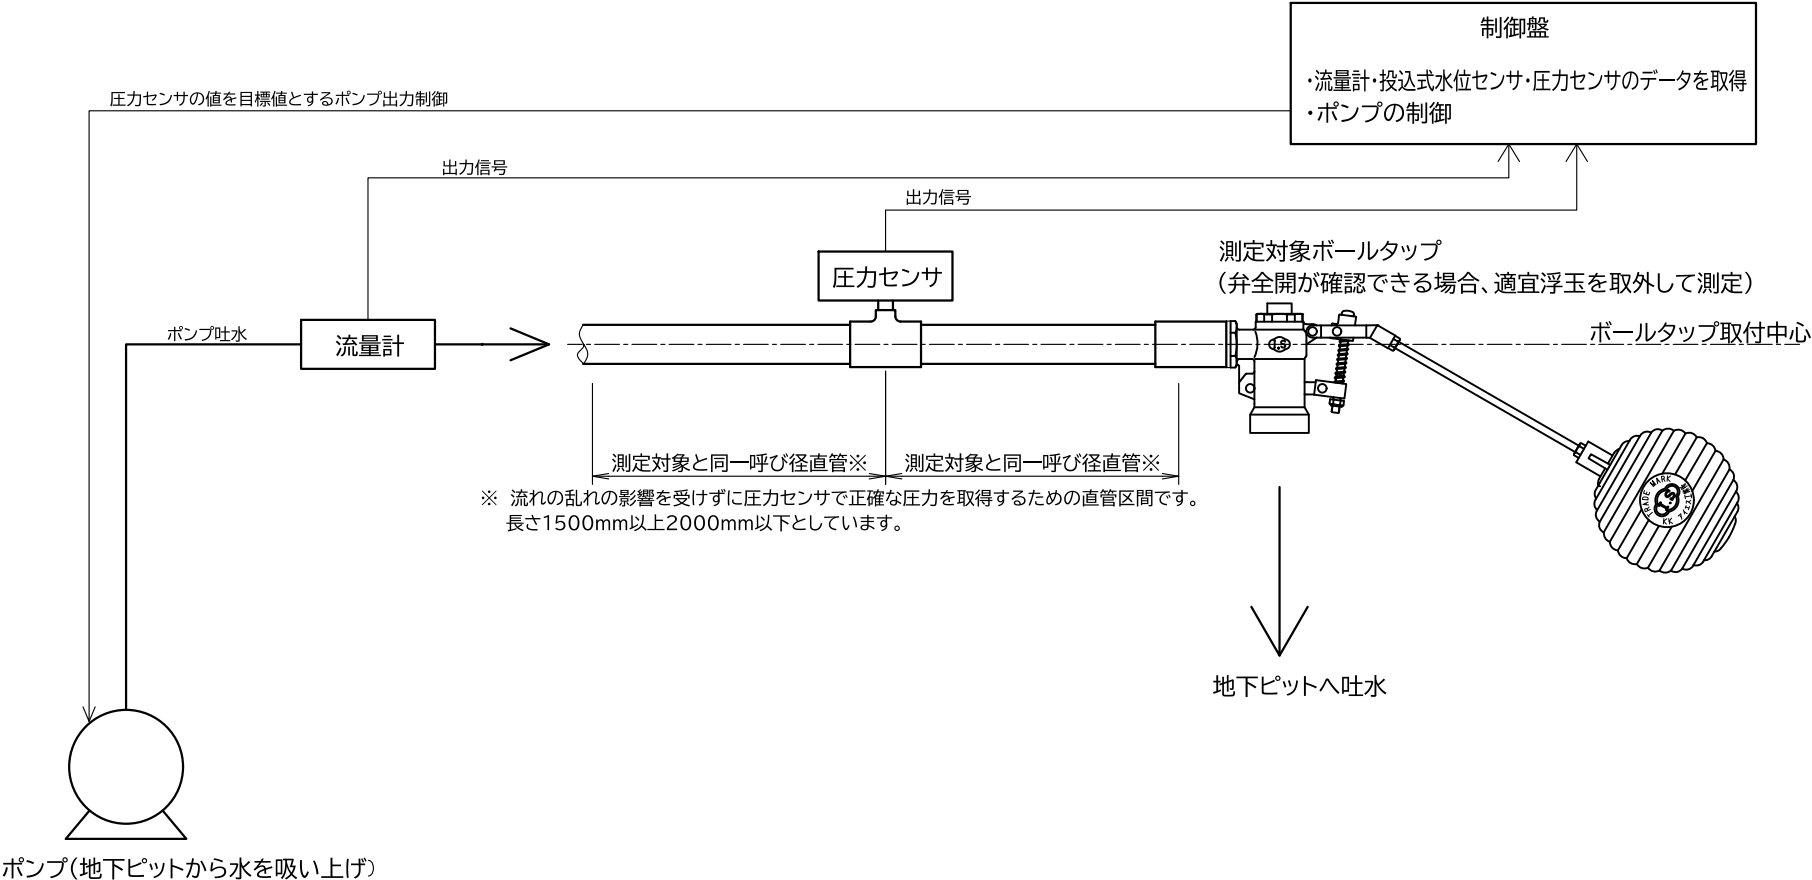 制御盤
・流量計・投込式水位センサ・圧力センサのデータを取得
・ポンプの制御
圧力センサの値を目標値とするポンプ出力制御
出力信号
出力信号
測定対象ボールタップ
（弁全開が確認できる場合、適宜浮玉を取外して測定）
圧力センサ
ポンプ吐水
流量計
ボールタップ取付中心
測定対象と同一呼び径直管※
測定対象と同一呼び径直管※
※ 流れの乱れの影響を受けずに圧力センサで正確な圧力を取得するための直管区間です。
長さ1500mm以上2000mm以下としています。
TRADE MARK
地下ピットへ吐水
ポンプ（地下ピットから水を吸い上げ）